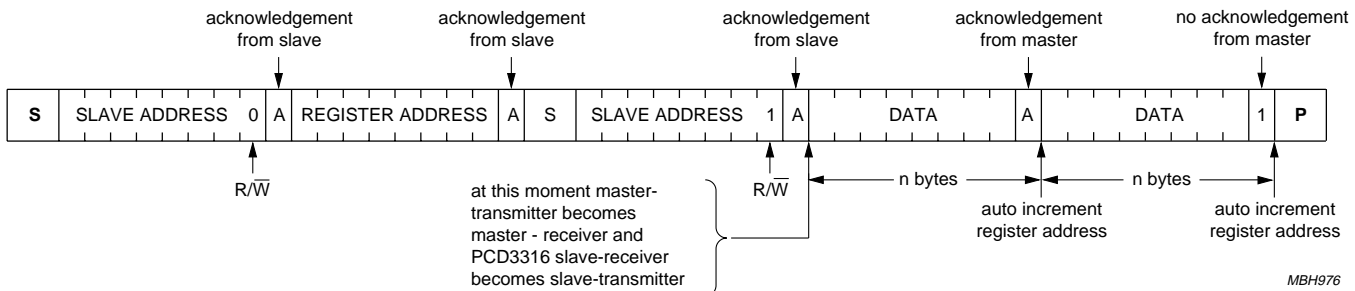 acknowledgement
from slave
acknowledgement
from slave
acknowledgement
from slave
acknowledgement
from master
no acknowledgement
from master
S SLAVE ADDRESS 0 A REGISTER ADDRESS A S SLAVE ADDRESS 1 A DATA A DATA 1 P
R/W̅
R/W̅
n bytes
n bytes
at this moment master-
transmitter becomes
master - receiver and
PCD3316 slave-receiver
becomes slave-transmitter
auto increment
register address
auto increment
register address
MBH976